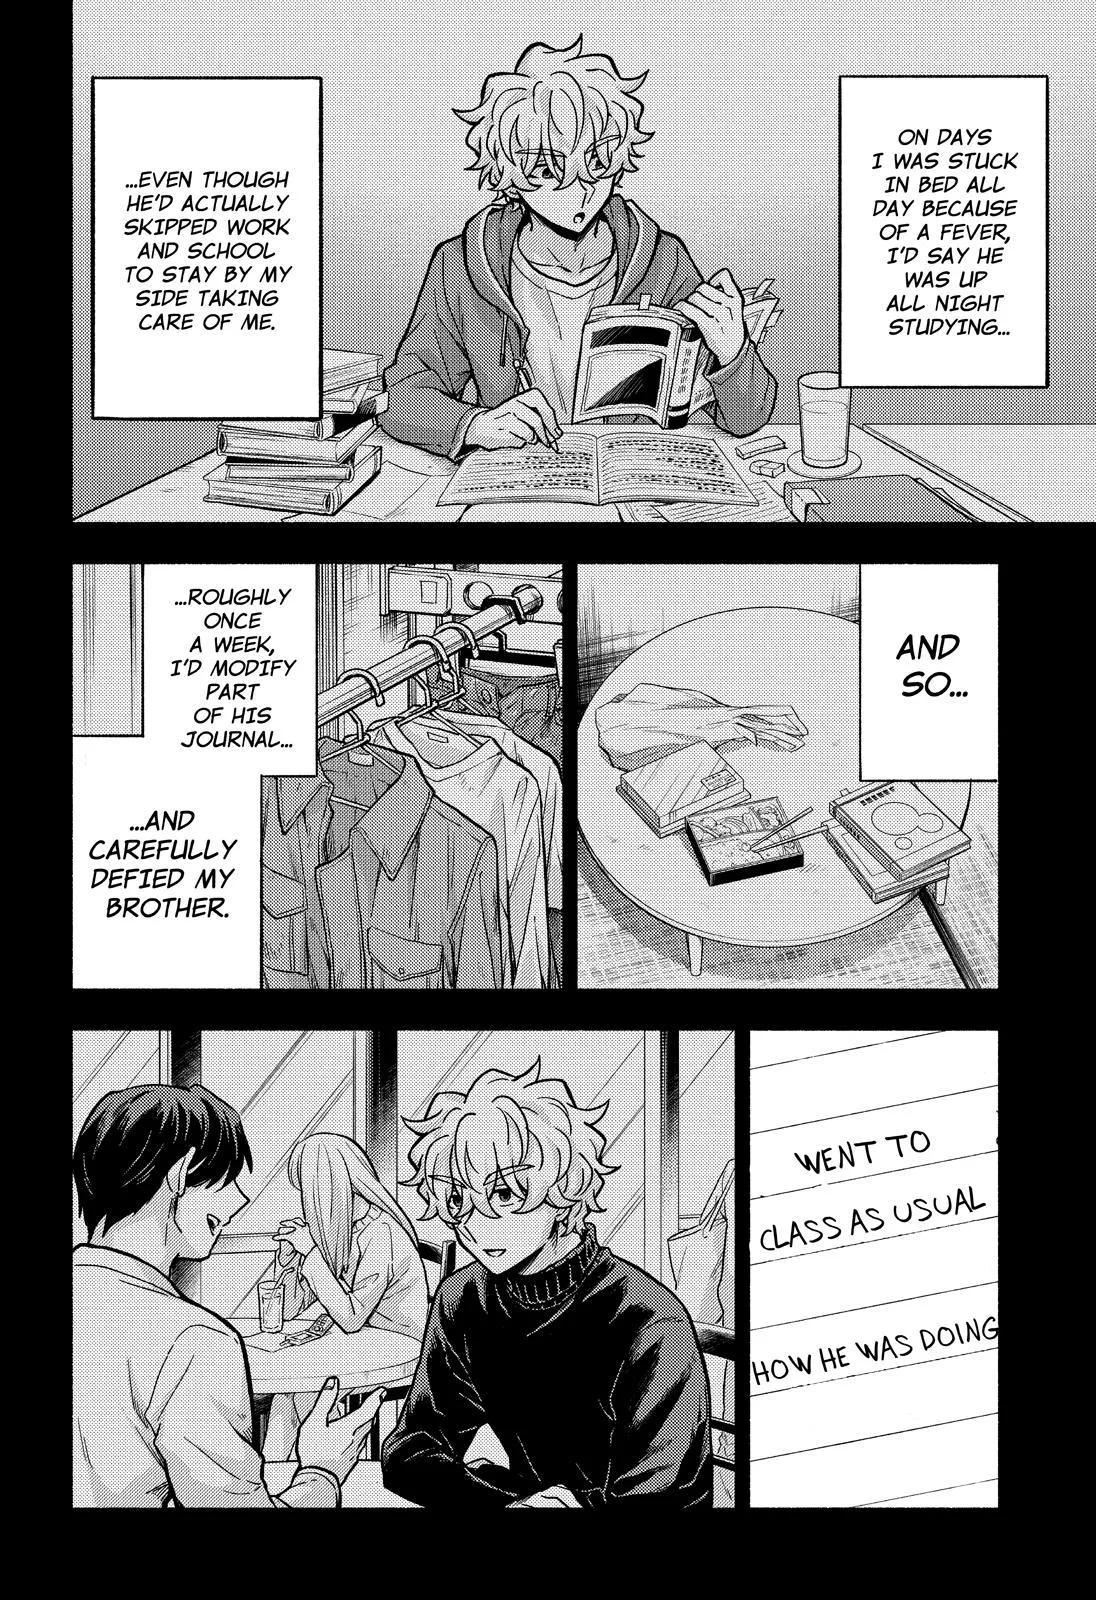 ON DAYS
I WAS STUCK
IN BED ALL
DAY BECAUSE
OF A FEVER,
I'D SAY HE
WAS UP
ALL NIGHT
STUDYING...
...EVEN THOUGH
HE'D ACTUALLY
SKIPPED WORK
AND SCHOOL
TO STAY BY MY
SIDE TAKING
CARE OF ME.
AND
SO...
...ROUGHLY
ONCE
A WEEK,
I'D MODIFY
PART
OF HIS
JOURNAL...
...AND
CAREFULLY
DEFIED MY
BROTHER.
WENT TO
CLASS AS USUAL
HOW HE WAS DOING